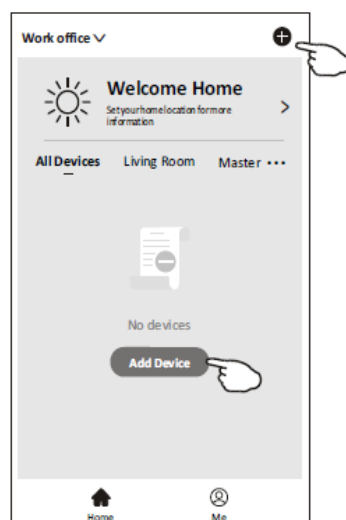 Work office
Welcome Home
Set your home location for more
information
All Devices Living Room Master
No devices
Add Device
Home Me